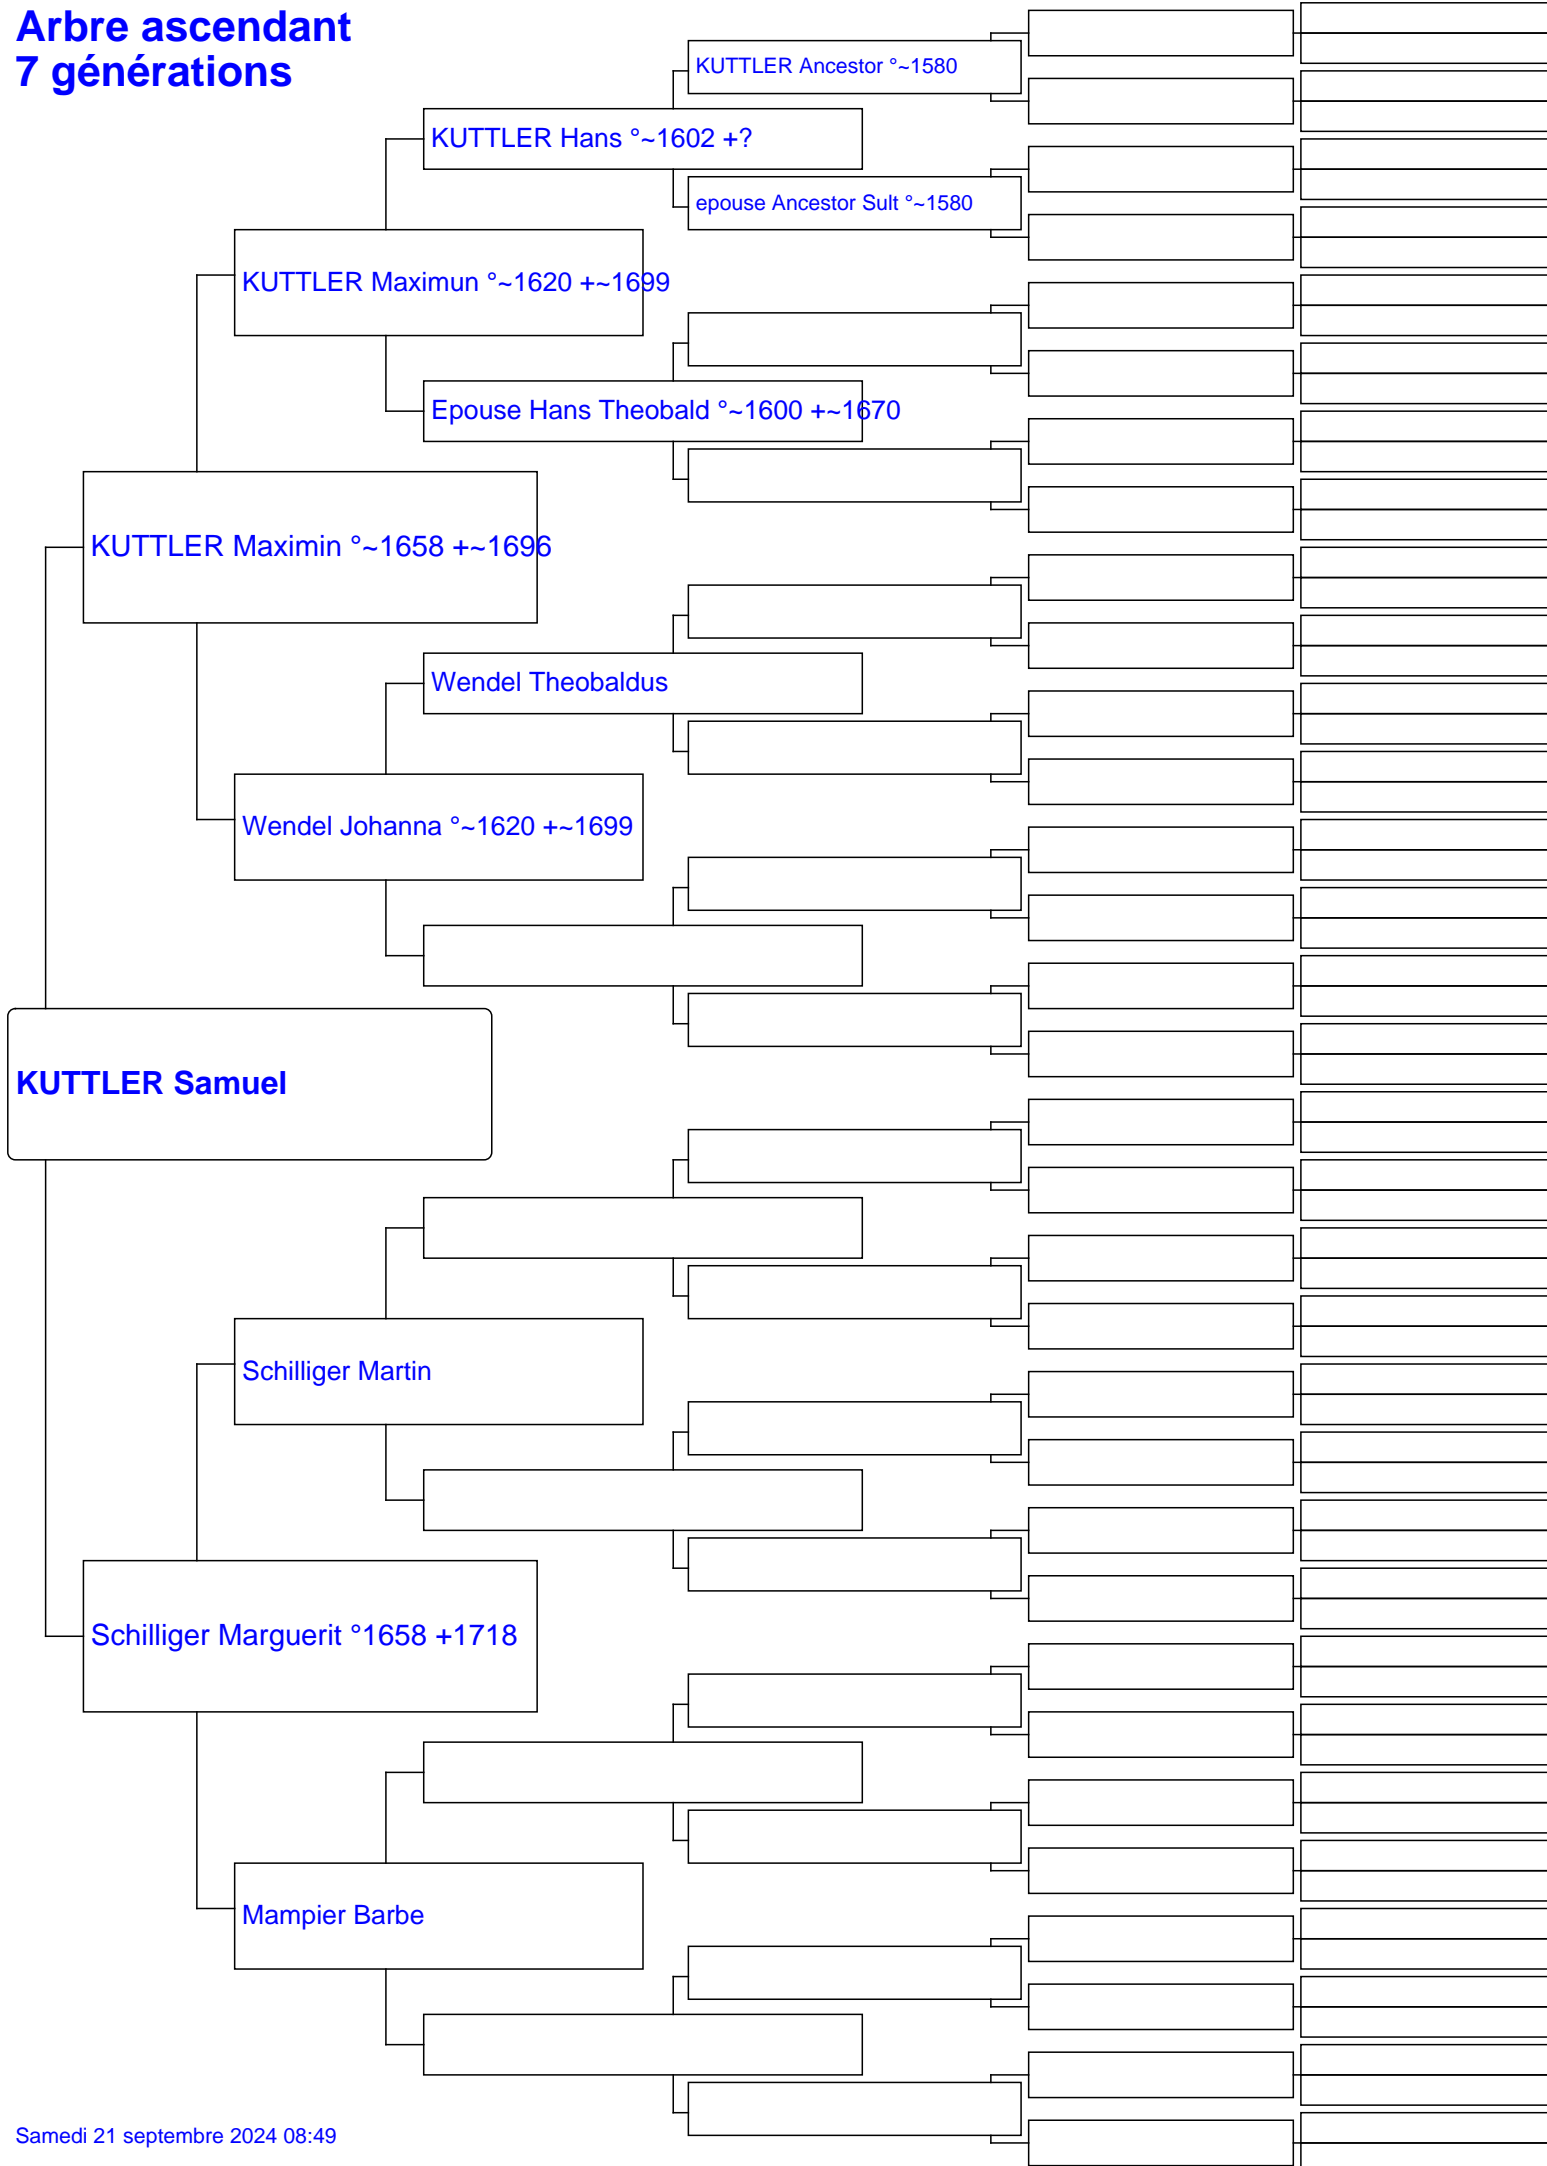 Arbre ascendant
7 générations
KUTTLER Ancestor °~1580
KUTTLER Hans °~1602 +?
epouse Ancestor Sult °~1580
KUTTLER Maximun °~1620 +~1699
Epouse Hans Theobald °~1600 +~1670
KUTTLER Maximin °~1658 +~1696
Wendel Theobaldus
Wendel Johanna °~1620 +~1699
KUTTLER Samuel
Schilliger Martin
Schilliger Marguerit °1658 +1718
Mampier Barbe
Samedi 21 septembre 2024 08:49